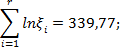 ∑_{i=1}^{r} lnξ_i = 339,77;